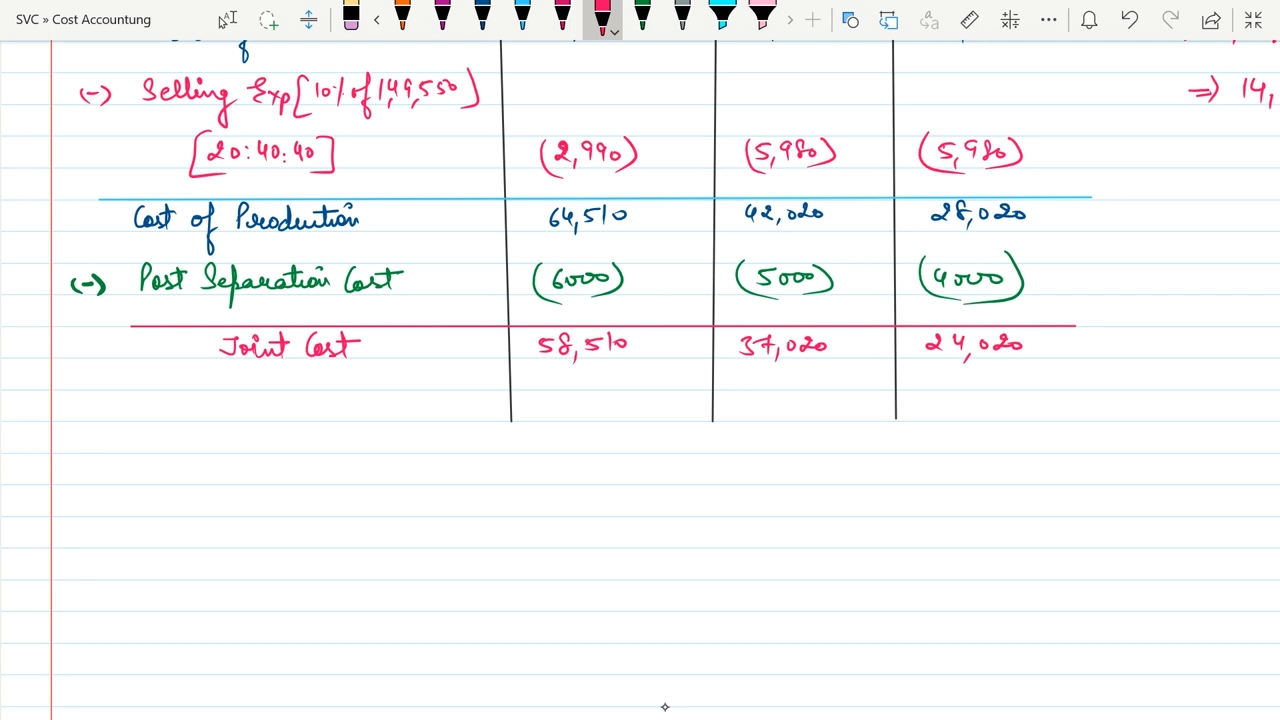 SVC » Cost Accountung
(-) Selling Exp [10% of 1,49,550] ⇒ 14,
[20:40:40] (2,990) (5,980) (5,980)
Cost of Production 64,510 42,020 28,020
(-) Post Separation Cost (6000) (5000) (4000)
Joint Cost 58,510 37,020 24,020